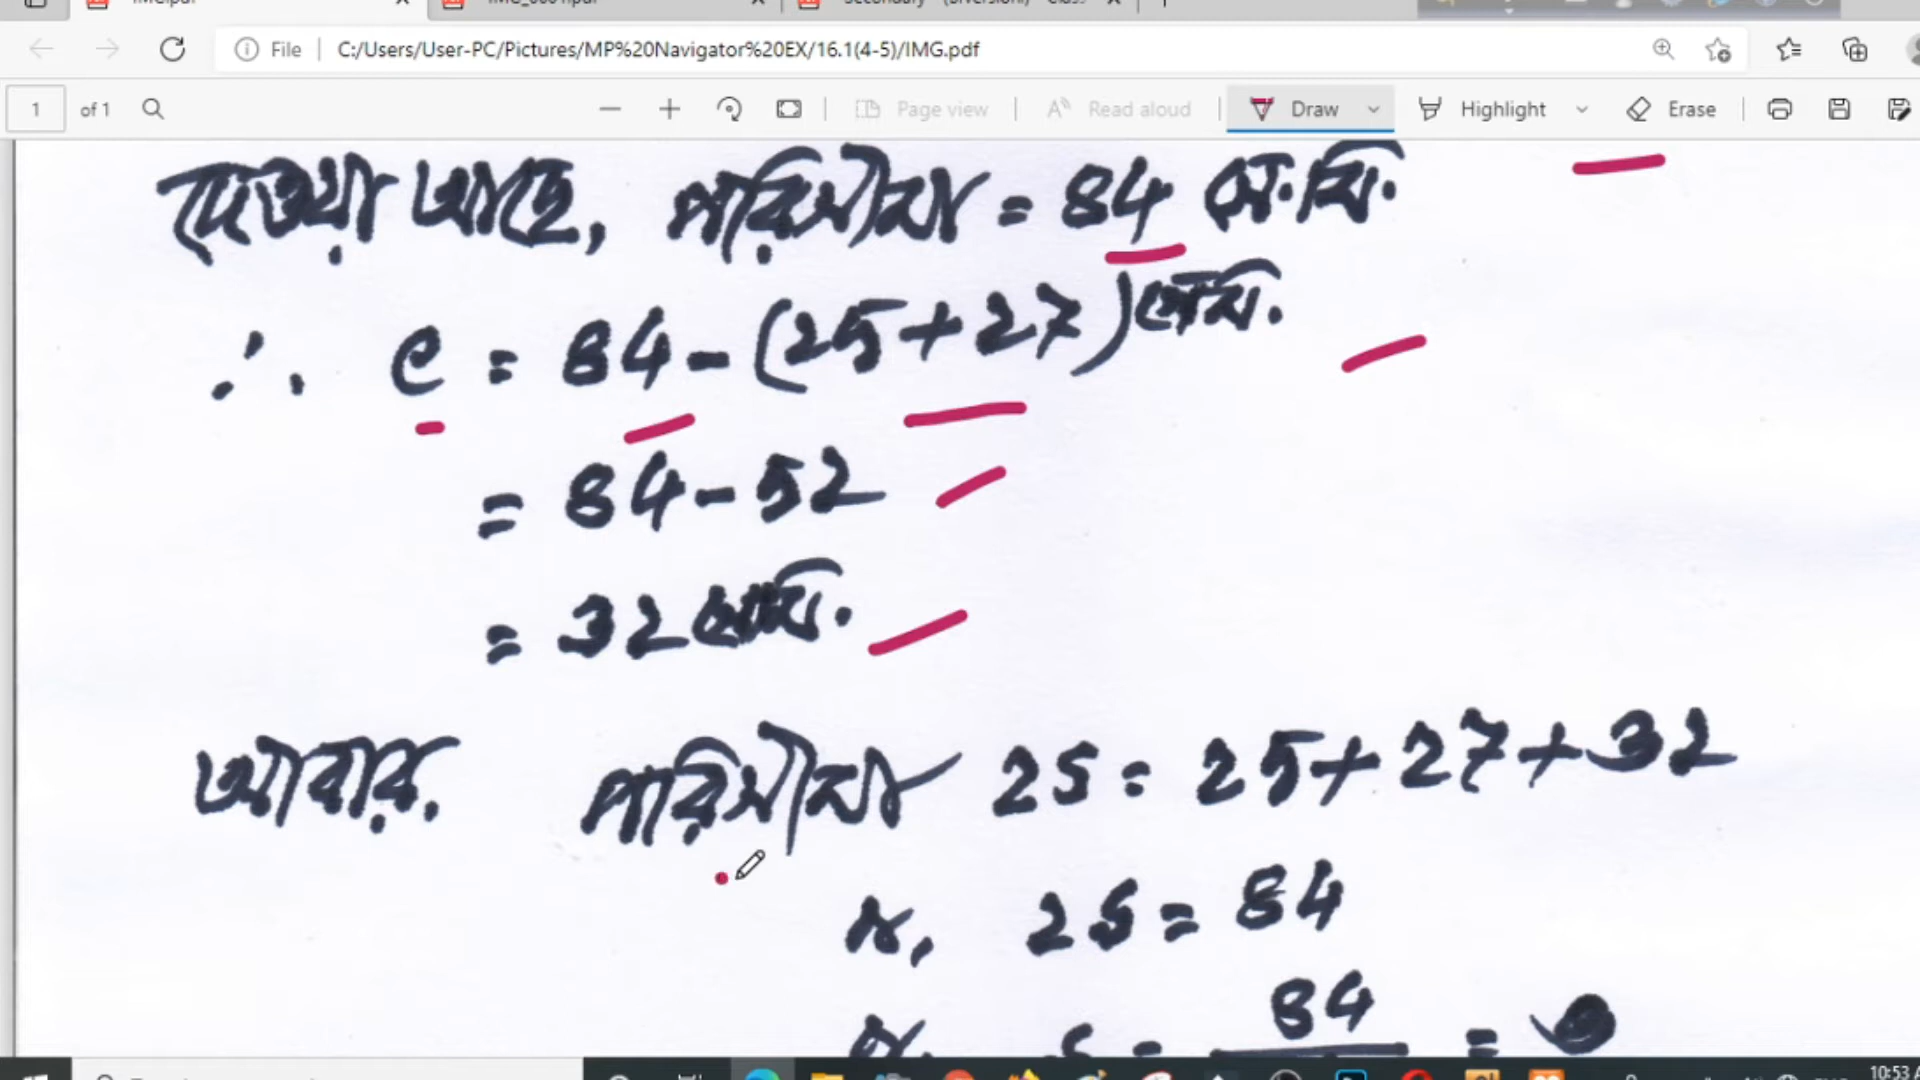 File C:/Users/User-PC/Pictures/MP%20Navigator%20EX/16.1(4-5)/IMG.pdf
1 of 1 Page view Read aloud Draw Highlight Erase
দেওয়া আছে, পরিসীমা = 84 সে.মি.
∴ c = 84 - (25 + 27) সে.মি.
= 84 - 52
= 32 সে.মি.
আবার, পরিসীমা 2S = 25 + 27 + 32
বা, 2S = 84
বা, S = 84
10:53